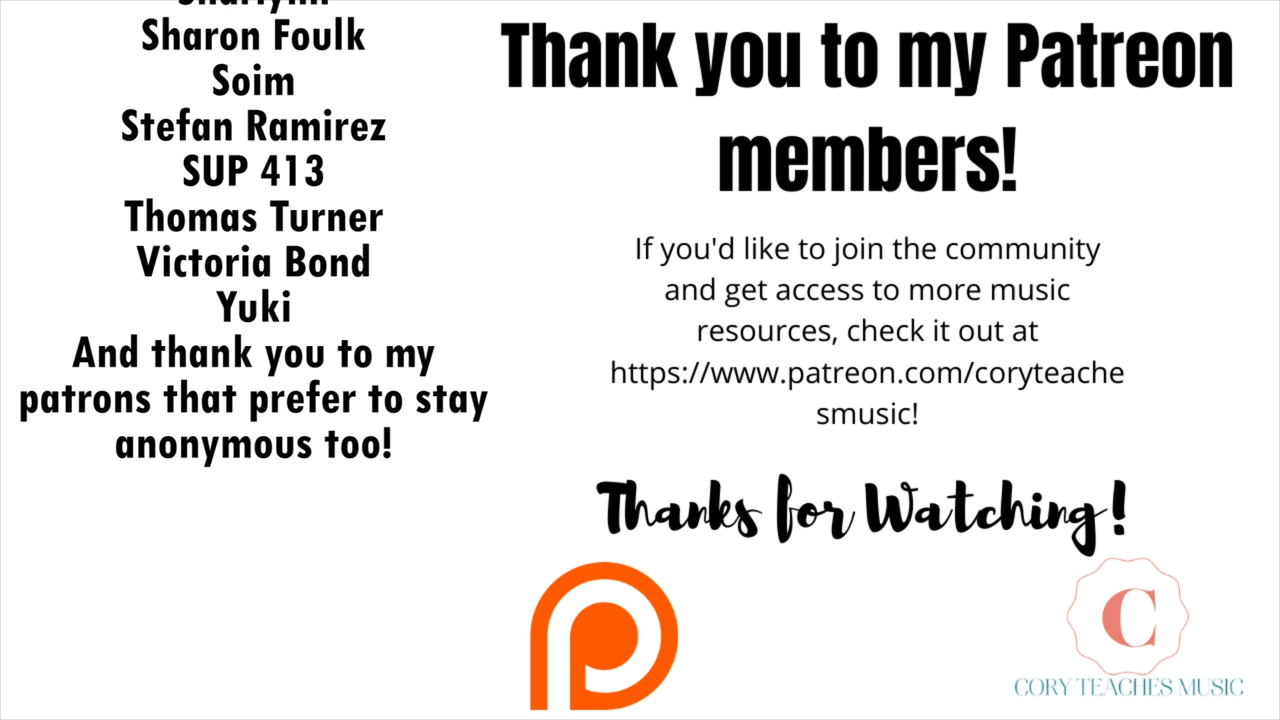 Sharon Foulk
Soim
Stefan Ramirez
SUP 413
Thomas Turner
Victoria Bond
Yuki
And thank you to my
patrons that prefer to stay
anonymous too!
Thank you to my Patreon
members!
If you'd like to join the community
and get access to more music
resources, check it out at
https://www.patreon.com/coryteache
smusic!
Thanks for Watching!
C
CORY TEACHES MUSIC